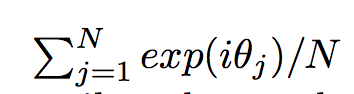 ∑_{j=1}^{N} exp(iθ_j)/N